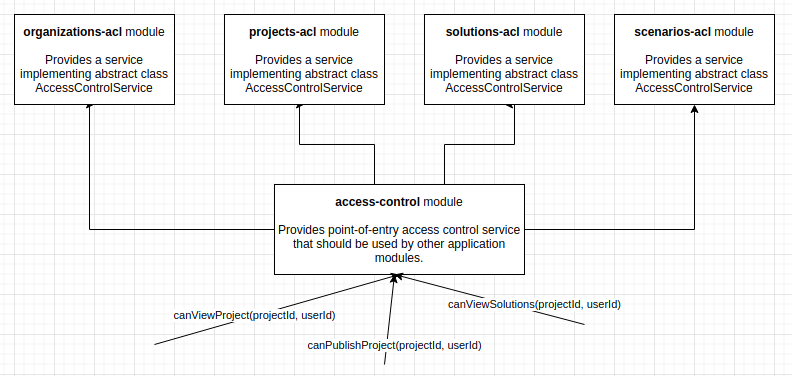 organizations-acl module
Provides a service
implementing abstract class
AccessControlService
projects-acl module
Provides a service
implementing abstract class
AccessControlService
solutions-acl module
Provides a service
implementing abstract class
AccessControlService
scenarios-acl module
Provides a service
implementing abstract class
AccessControlService
access-control module
Provides point-of-entry access control service
that should be used by other application
modules.
canViewProject(projectId, userId)
canViewSolutions(projectId, userId)
canPublishProject(projectId, userId)